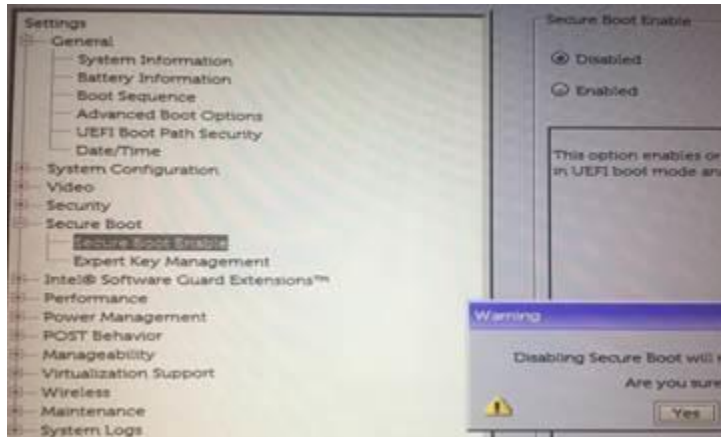 Settings
General
System Information
Battery Information
Boot Sequence
Advanced Boot Options
UEFI Boot Path Security
Date/Time
System Configuration
Video
Security
Secure Boot
Secure Boot Enable
Expert Key Management
Intel® Software Guard Extensions™
Performance
Power Management
POST Behavior
Manageability
Virtualization Support
Wireless
Maintenance
System Logs
Secure Boot Enable
Disabled
Enabled
This option enables or
in UEFI boot mode an
Warning
Disabling Secure Boot will
Are you sure
Yes